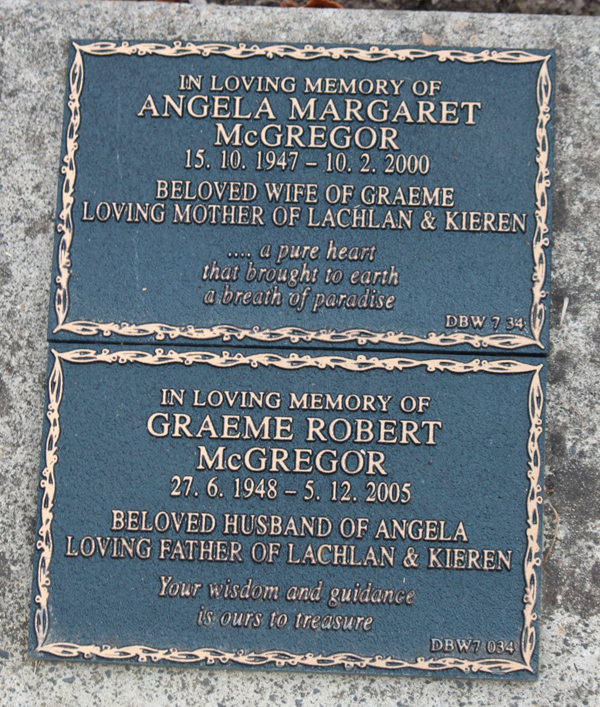 IN LOVING MEMORY OF
ANGELA MARGARET
McGREGOR
15. 10. 1947 – 10. 2. 2000
BELOVED WIFE OF GRAEME
LOVING MOTHER OF LACHLAN & KIEREN
.... a pure heart
that brought to earth
a breath of paradise
DBW 7 34
IN LOVING MEMORY OF
GRAEME ROBERT
McGREGOR
27. 6. 1948 – 5. 12. 2005
BELOVED HUSBAND OF ANGELA
LOVING FATHER OF LACHLAN & KIEREN
Your wisdom and guidance
is ours to treasure
DBW7 034